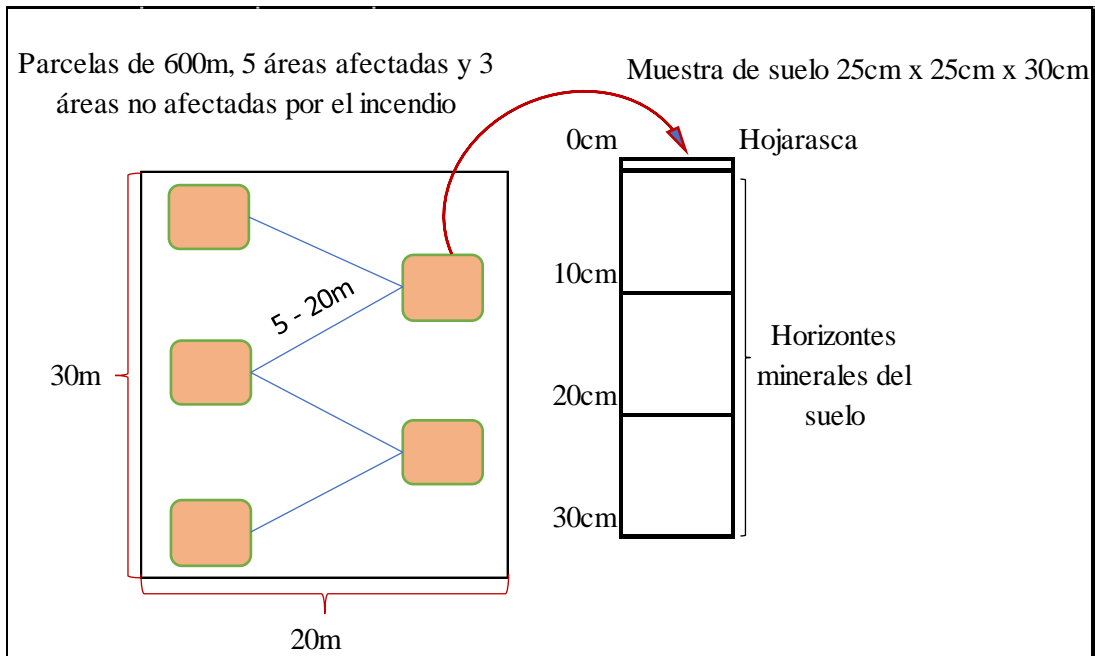 Parcelas de 600m, 5 áreas afectadas y 3
áreas no afectadas por el incendio
Muestra de suelo 25cm x 25cm x 30cm
0cm
Hojarasca
10cm
5 - 20m
Horizontes
minerales del
suelo
30m
20cm
30cm
20m